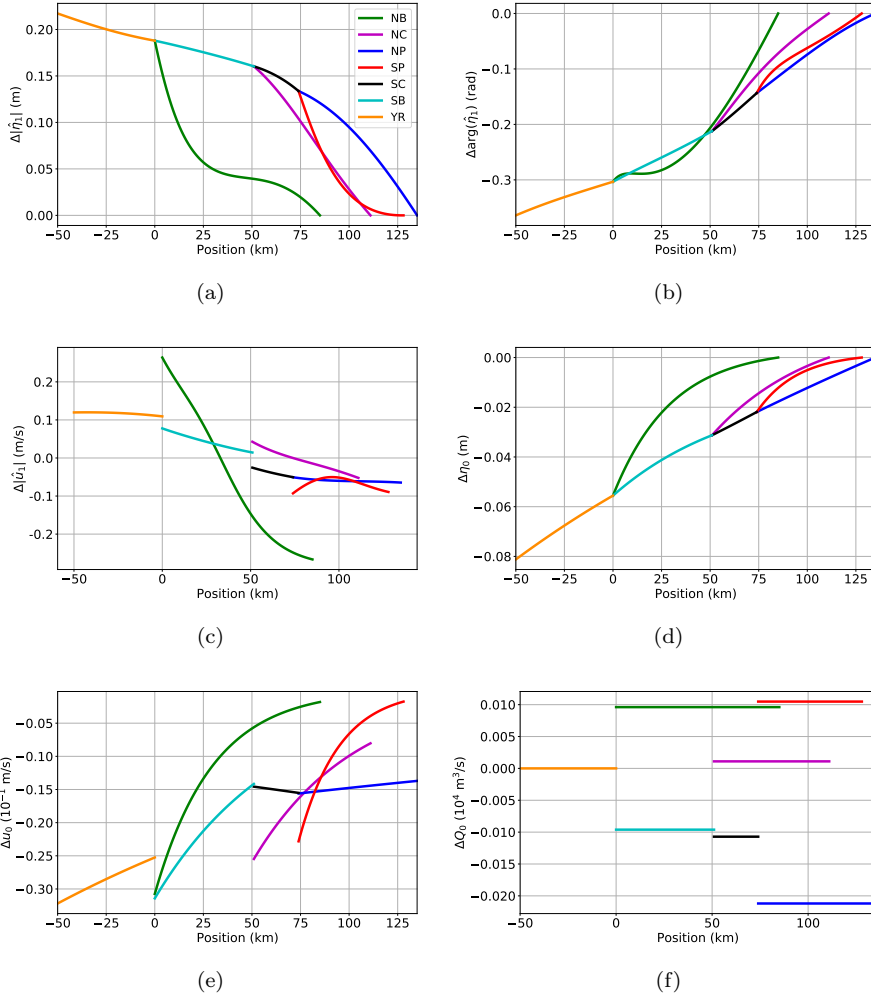 0.20
0.15
0.10
0.05
0.00
Δ|η̂₁| (m)
NB
NC
NP
SP
SC
SB
YR
−50 −25 0 25 50 75 100 125
Position (km)
(a)
0.0
−0.1
−0.2
−0.3
Δarg(η̂₁) (rad)
−50 −25 0 25 50 75 100 125
Position (km)
(b)
0.2
0.1
0.0
-0.1
-0.2
Δ|û₁| (m/s)
−50 0 50 100
Position (km)
(c)
0.00
−0.02
−0.04
−0.06
−0.08
Δη₀ (m)
−50 −25 0 25 50 75 100 125
Position (km)
(d)
−0.05
−0.10
−0.15
−0.20
−0.25
−0.30
Δu₀ (10⁻¹ m/s)
−50 −25 0 25 50 75 100 125
Position (km)
(e)
0.010
0.005
0.000
−0.005
−0.010
−0.015
−0.020
ΔQ₀ (10⁴ m³/s)
−50 0 50 100
Position (km)
(f)